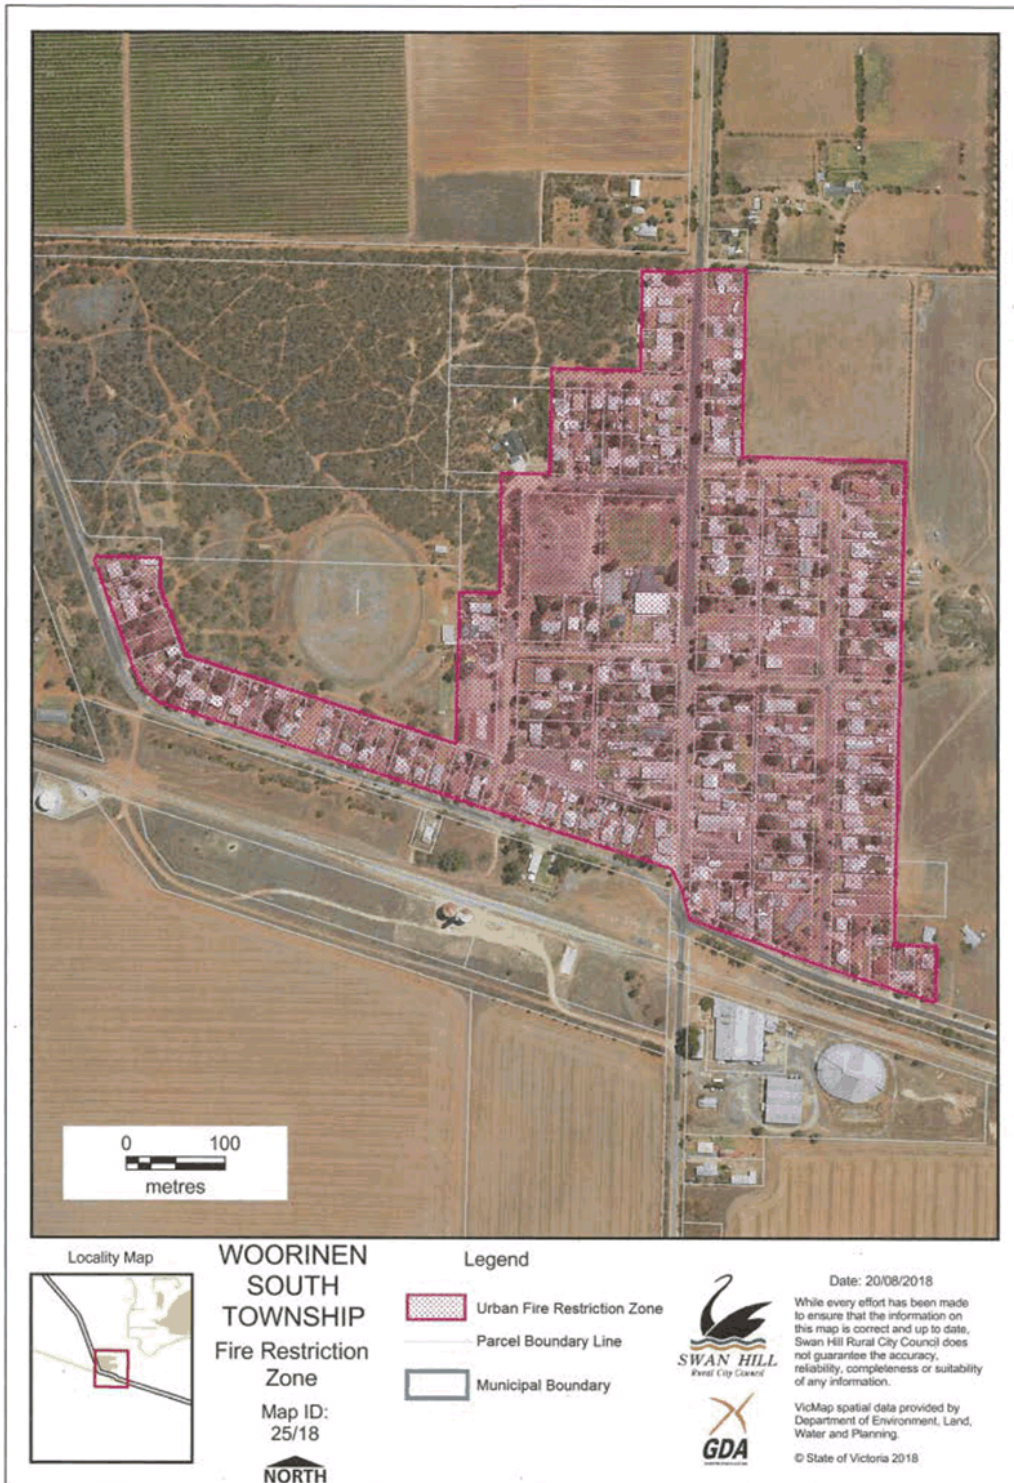 0 100
metres
Locality Map
WOORINEN
SOUTH
TOWNSHIP
Fire Restriction
Zone
Map ID:
25/18
NORTH
Legend
Urban Fire Restriction Zone
Parcel Boundary Line
Municipal Boundary
SWAN HILL
Rural City Council
GDA
Date: 20/08/2018
While every effort has been made
to ensure that the information on
this map is correct and up to date,
Swan Hill Rural City Council does
not guarantee the accuracy,
reliability, completeness or suitability
of any information.
VicMap spatial data provided by
Department of Environment, Land,
Water and Planning.
© State of Victoria 2018